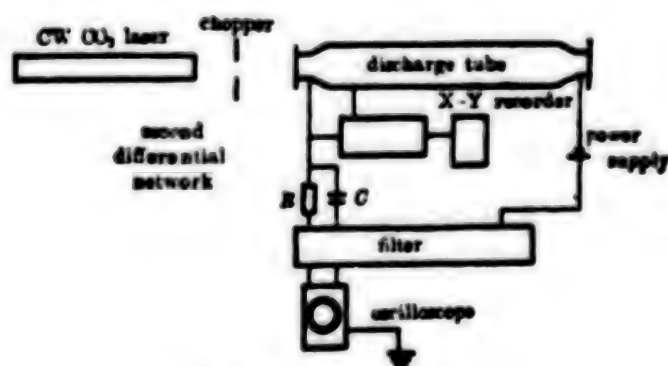 CW CO₂ laser
chopper
discharge tube
X-Y recorder
second
differential
network
power
supply
R
C
filter
oscilloscope